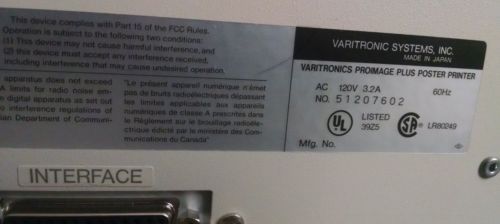 This device complies with Part 15 of the FCC Rules.
Operation is subject to the following two conditions:
(1) This device may not cause harmful interference, and
(2) this device must accept any interference received,
including interference that may cause undesired operation.
apparatus does not exceed
A limits for radio noise em-
e digital apparatus as set out
o interference regulations of
ian Department of Communi-
"Le présent appareil numérique n'émet
pas de bruits radioélectriques dépassant
les limites applicables aux appareils
numériques de classe A prescrites dans
le Règlement sur le brouillage radioélec-
trique édicté par le ministère des Com-
munications du Canada"
VARITRONIC SYSTEMS, INC.
MADE IN JAPAN
VARITRONICS PROIMAGE PLUS POSTER PRINTER
AC 120V 3.2A 60Hz
NO. 51207602
UL LISTED
39Z5
SA LR80249
Mfg. No.
INTERFACE